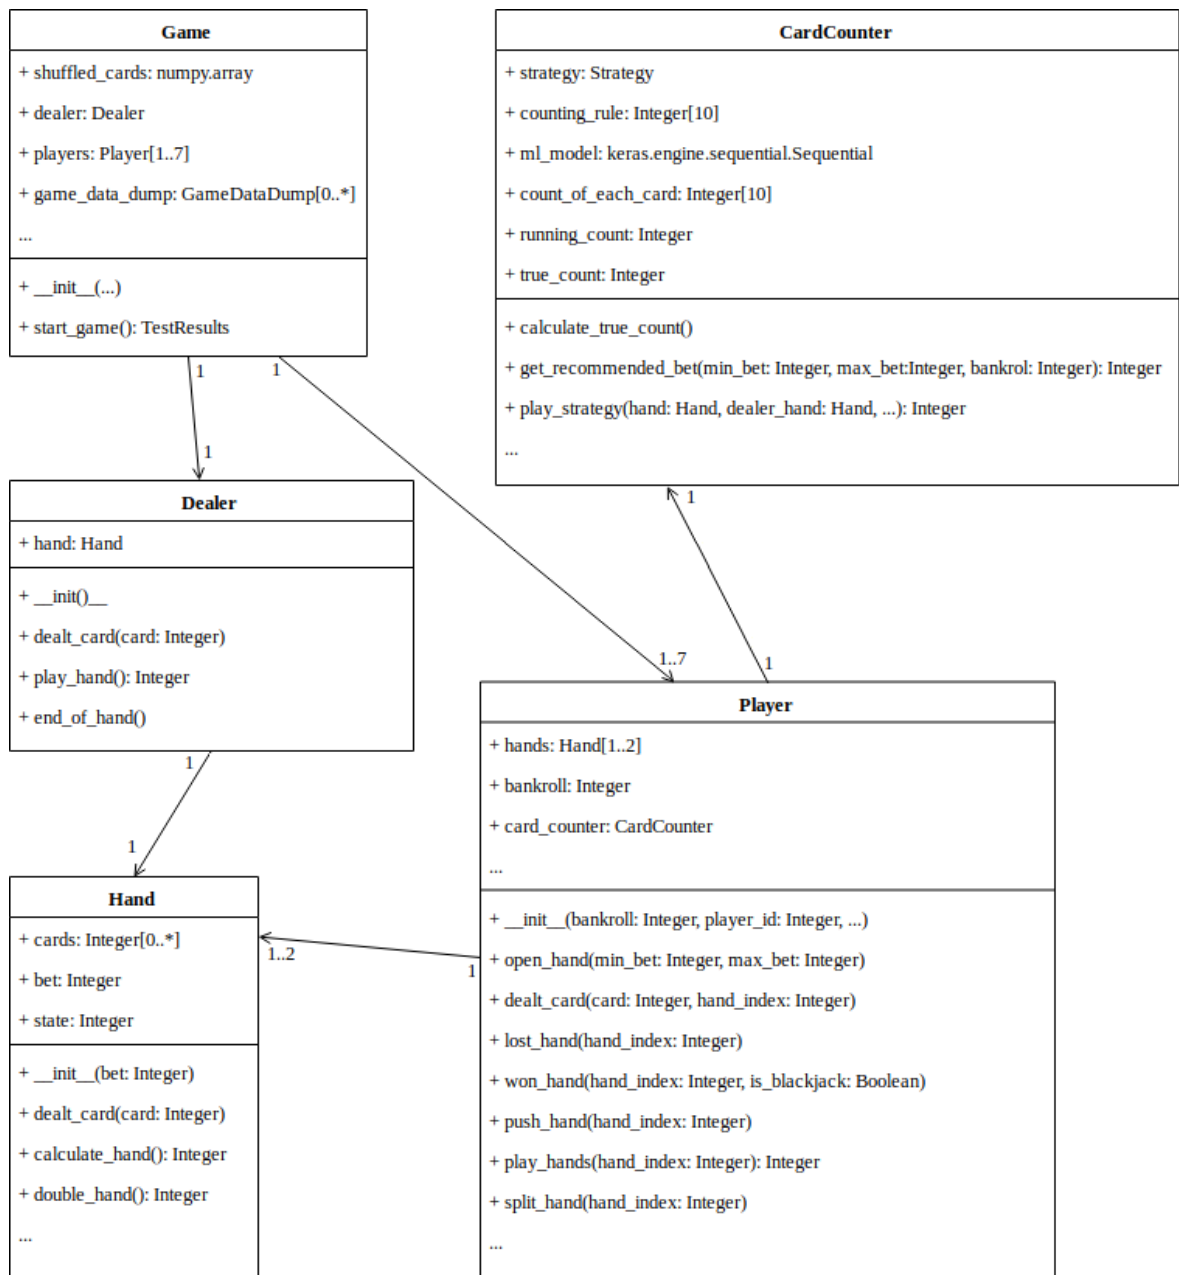 Game
+ shuffled_cards: numpy.array
+ dealer: Dealer
+ players: Player[1..7]
+ game_data_dump: GameDataDump[0..*]
...
+ __init__(...)
+ start_game(): TestResults
CardCounter
+ strategy: Strategy
+ counting_rule: Integer[10]
+ ml_model: keras.engine.sequential.Sequential
+ count_of_each_card: Integer[10]
+ running_count: Integer
+ true_count: Integer
+ calculate_true_count()
+ get_recommended_bet(min_bet: Integer, max_bet:Integer, bankrol: Integer): Integer
+ play_strategy(hand: Hand, dealer_hand: Hand, ...): Integer
...
1
1
1
1
1..7
1
Dealer
+ hand: Hand
+ __init()__
+ dealt_card(card: Integer)
+ play_hand(): Integer
+ end_of_hand()
1
1
Player
+ hands: Hand[1..2]
+ bankroll: Integer
+ card_counter: CardCounter
...
+ __init__(bankroll: Integer, player_id: Integer, ...)
+ open_hand(min_bet: Integer, max_bet: Integer)
+ dealt_card(card: Integer, hand_index: Integer)
+ lost_hand(hand_index: Integer)
+ won_hand(hand_index: Integer, is_blackjack: Boolean)
+ push_hand(hand_index: Integer)
+ play_hands(hand_index: Integer): Integer
+ split_hand(hand_index: Integer)
...
Hand
+ cards: Integer[0..*]
+ bet: Integer
+ state: Integer
+ __init__(bet: Integer)
+ dealt_card(card: Integer)
+ calculate_hand(): Integer
+ double_hand(): Integer
...
1..2
1